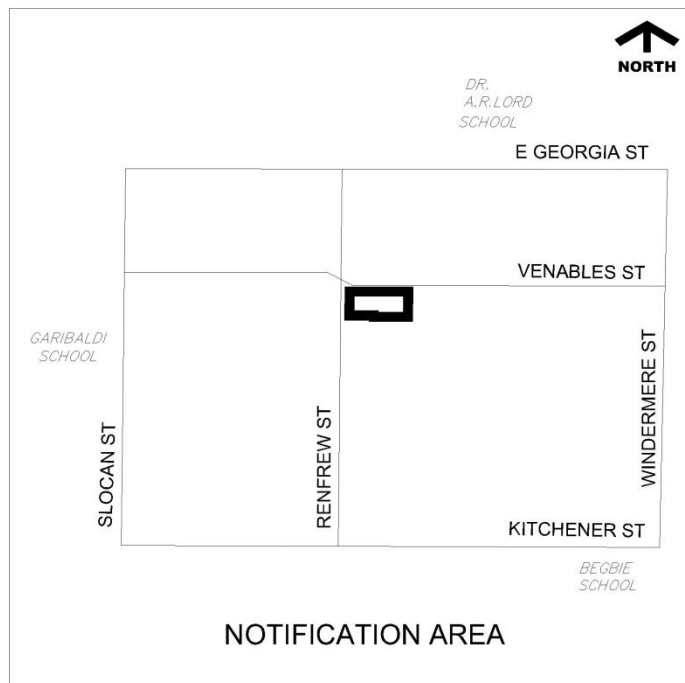 NORTH
DR.
A.R.LORD
SCHOOL
E GEORGIA ST
VENABLES ST
GARIBALDI
SCHOOL
SLOCAN ST
RENFREW ST
WINDERMERE ST
KITCHENER ST
BEGBIE
SCHOOL
NOTIFICATION AREA